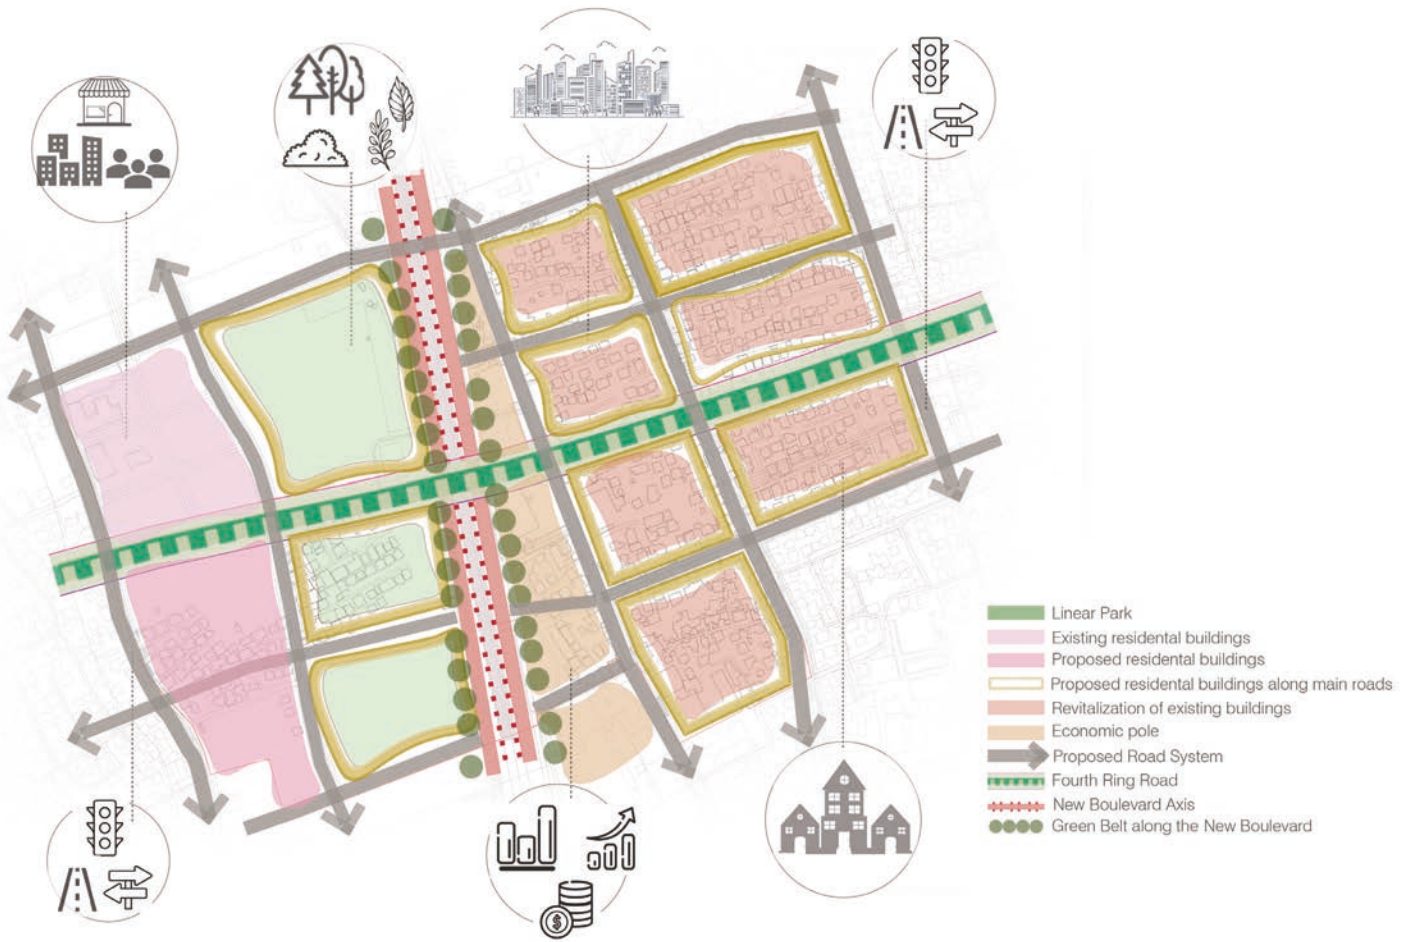 Linear Park
Existing residental buildings
Proposed residental buildings
Proposed residental buildings along main roads
Revitalization of existing buildings
Economic pole
Proposed Road System
Fourth Ring Road
New Boulevard Axis
Green Belt along the New Boulevard
$